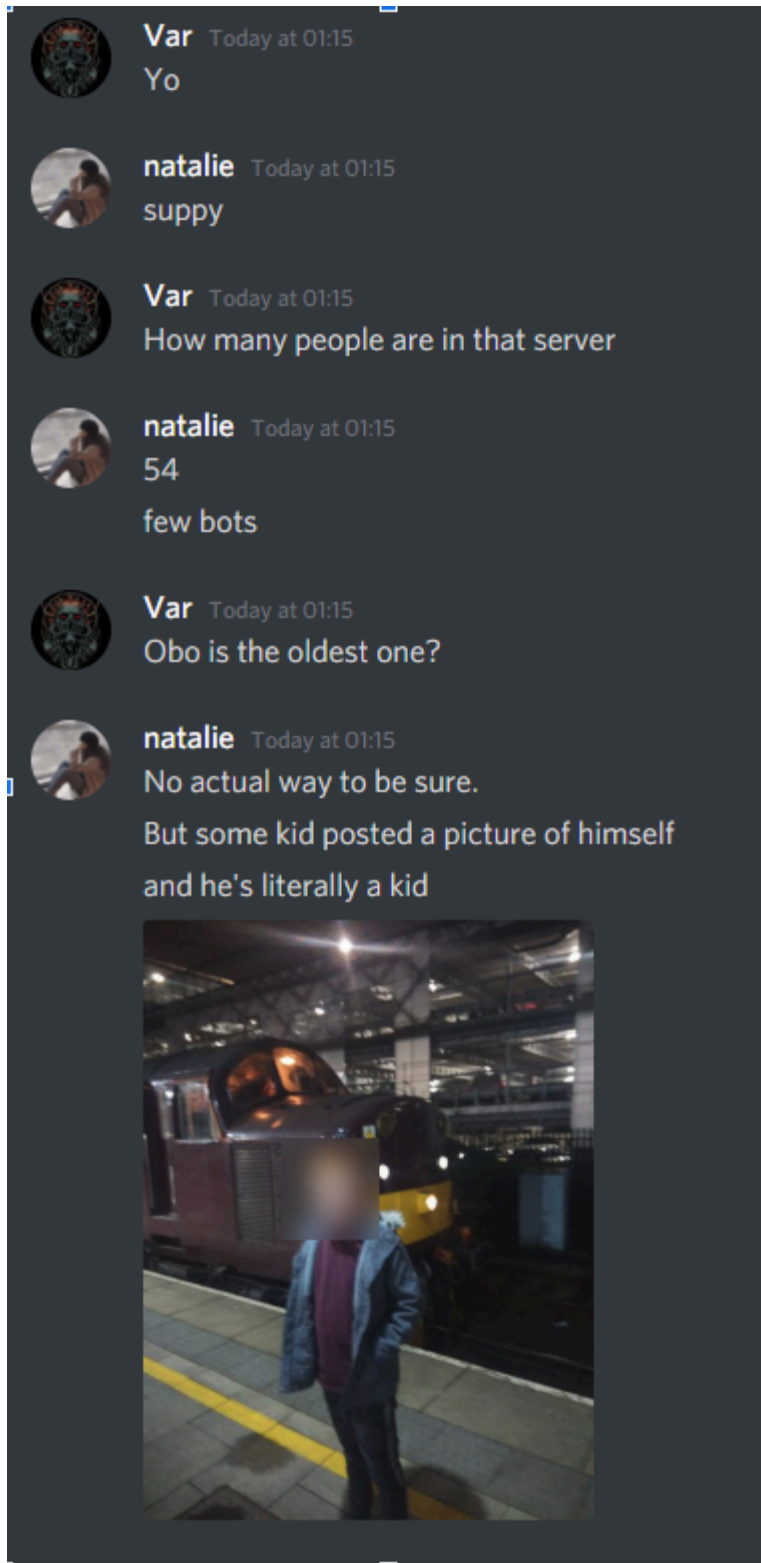 Var Today at 01:15
Yo
natalie Today at 01:15
suppy
Var Today at 01:15
How many people are in that server
natalie Today at 01:15
54
few bots
Var Today at 01:15
Obo is the oldest one?
natalie Today at 01:15
No actual way to be sure.
But some kid posted a picture of himself
and he's literally a kid